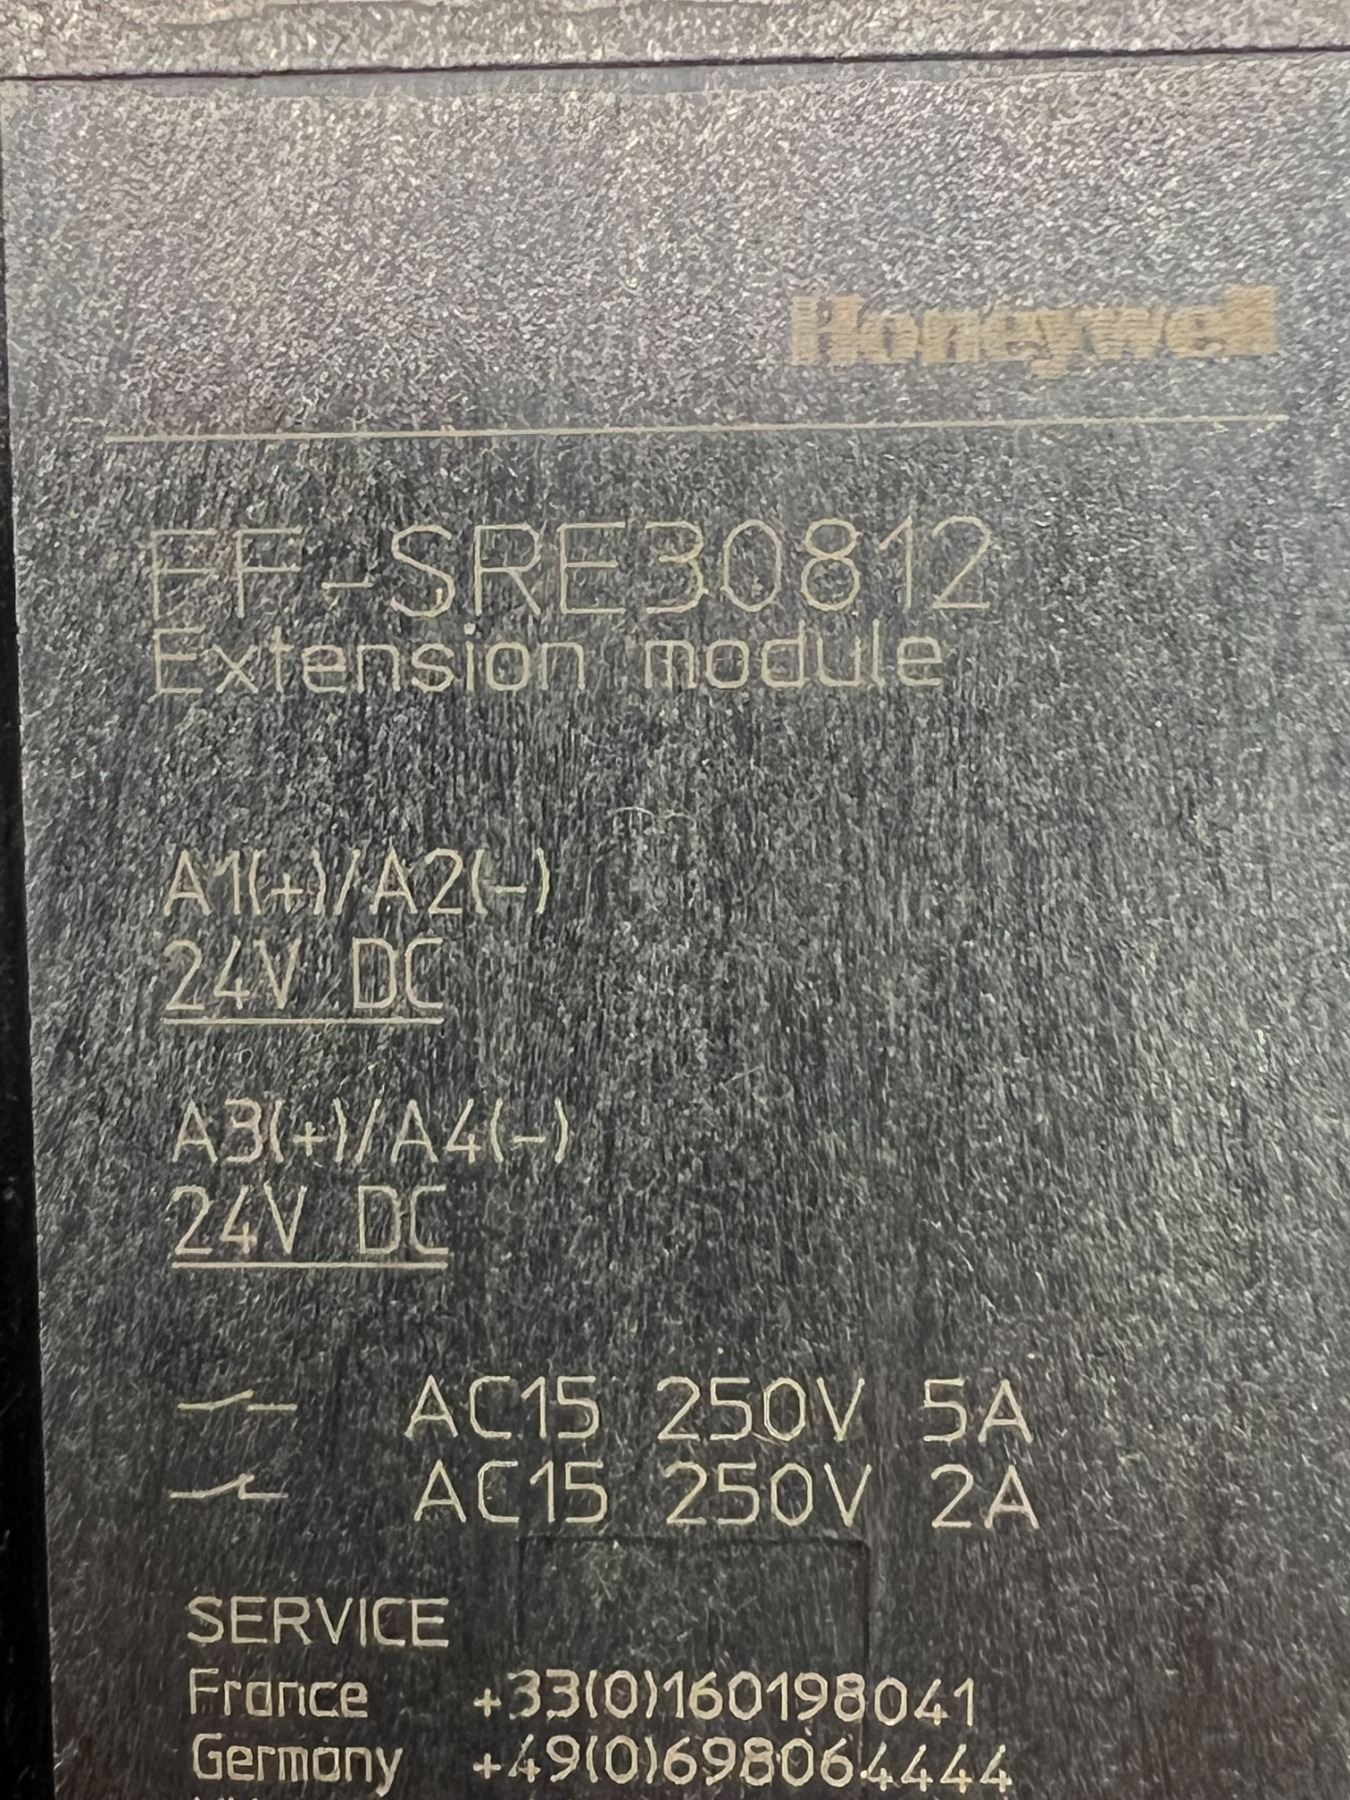 Honeywell
FF-SRE30812
Extension module
A1(+)/A2(-)
24V DC
A3(+)/A4(-)
24V DC
AC15 250V 5A
AC15 250V 2A
SERVICE
France +33(0)160198041
Germany +49(0)698064444